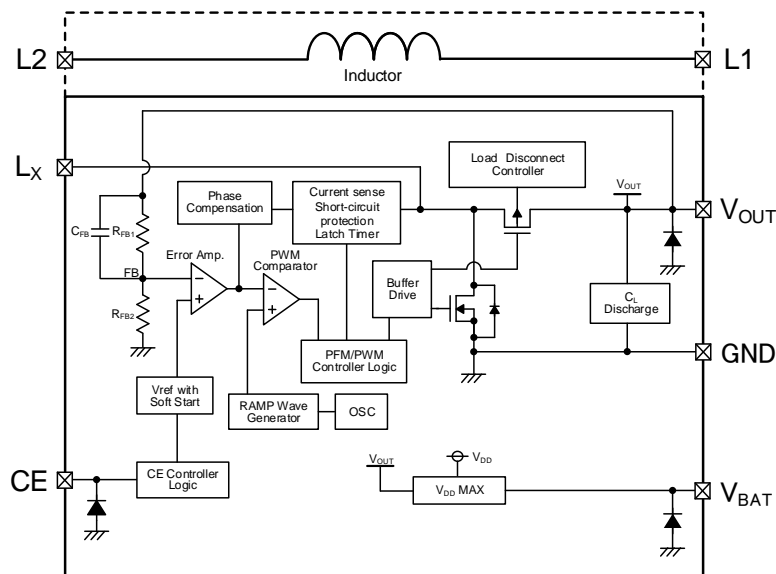 L2
L1
Inductor
LX
Load Disconnect
Controller
VOUT
VOUT
Phase
Compensation
Current sense
Short-circuit
protection
Latch Timer
CFB
RFB1
FB
Error Amp.
PWM
Comparator
Buffer
Drive
CL
Discharge
RFB2
−
+
−
+
PFM/PWM
Controller Logic
GND
Vref with
Soft Start
RAMP Wave
Generator
OSC
CE
CE Controller
Logic
VOUT
VDD
VDD MAX
VBAT